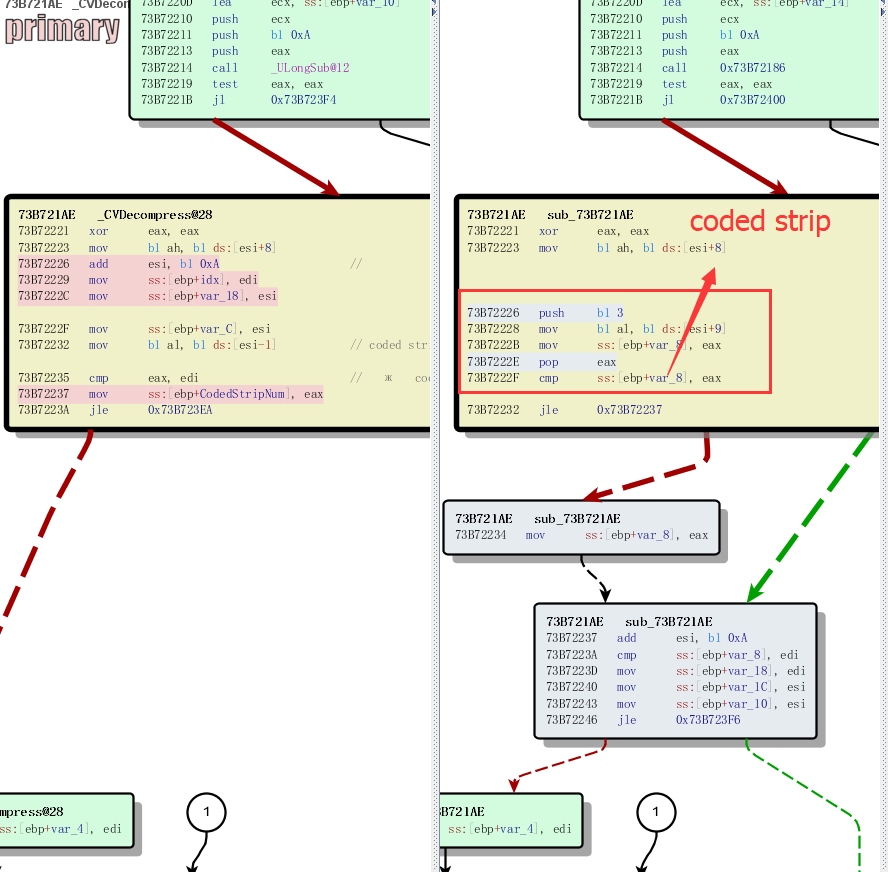 73B721AE _CVDecom
primary
73B7220D lea ecx, ss:[ebp+var_10]
73B72210 push ecx
73B72211 push bl 0xA
73B72213 push eax
73B72214 call _ULongSub@12
73B72219 test eax, eax
73B7221B jl 0x73B723F4
73B721AE _CVDecompress@28
73B72221 xor eax, eax
73B72223 mov bl ah, bl ds:[esi+8]
73B72226 add esi, bl 0xA //
73B72229 mov ss:[ebp+idx], edi
73B7222C mov ss:[ebp+var_18], esi
73B7222F mov ss:[ebp+var_C], esi
73B72232 mov bl al, bl ds:[esi-1] // coded stri
73B72235 cmp eax, edi // ж cod
73B72237 mov ss:[ebp+CodedStripNum], eax
73B7223A jle 0x73B723EA
mpress@28
ss:[ebp+var_4], edi
1
73B7220D lea ecx, ss:[ebp+var_14]
73B72210 push ecx
73B72211 push bl 0xA
73B72213 push eax
73B72214 call 0x73B72186
73B72219 test eax, eax
73B7221B jl 0x73B72400
73B721AE sub_73B721AE
coded strip
73B72221 xor eax, eax
73B72223 mov bl ah, bl ds:[esi+8]
73B72226 push bl 3
73B72228 mov bl al, bl ds:[esi+9]
73B7222B mov ss:[ebp+var_8], eax
73B7222E pop eax
73B7222F cmp ss:[ebp+var_8], eax
73B72232 jle 0x73B72237
73B721AE sub_73B721AE
73B72234 mov ss:[ebp+var_8], eax
73B721AE sub_73B721AE
73B72237 add esi, bl 0xA
73B7223A cmp ss:[ebp+var_8], edi
73B7223D mov ss:[ebp+var_18], edi
73B72240 mov ss:[ebp+var_1C], esi
73B72243 mov ss:[ebp+var_10], esi
73B72246 jle 0x73B723F6
B721AE
ss:[ebp+var_4], edi
1